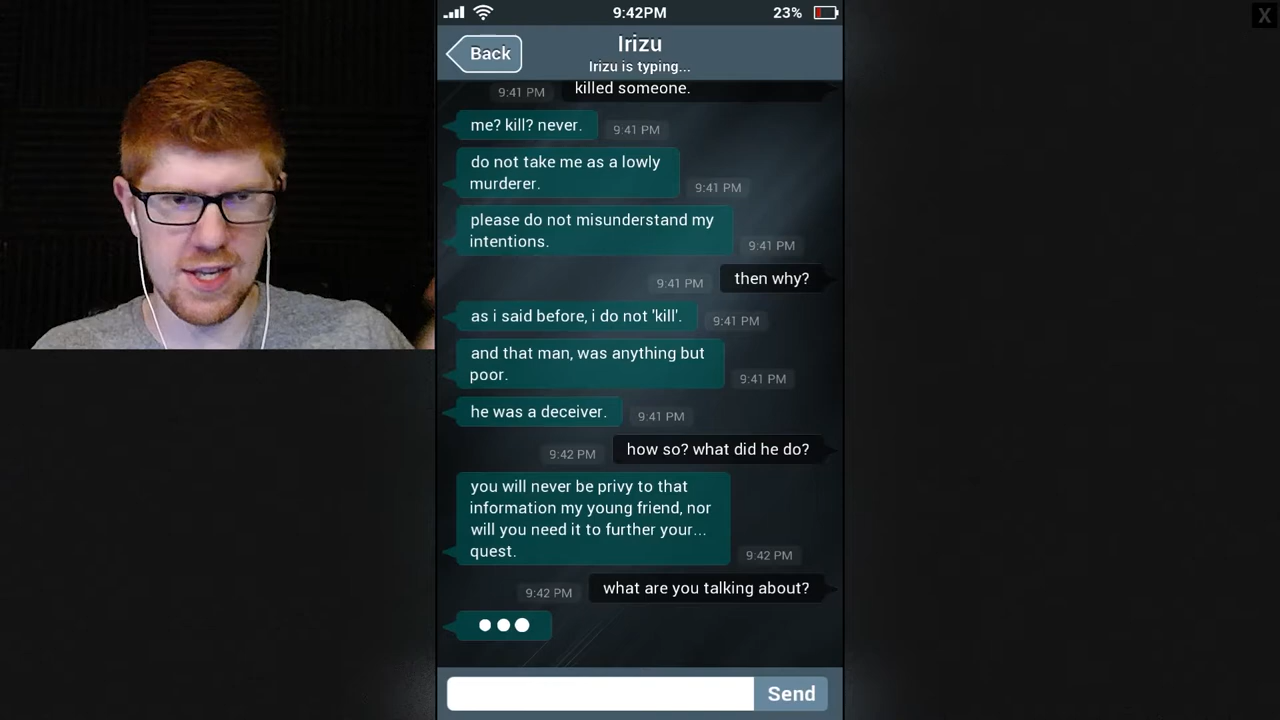 9:42PM
23%
X
Back
Irizu
Irizu is typing...
killed someone.
9:41 PM
me? kill? never.
9:41 PM
do not take me as a lowly
murderer.
9:41 PM
please do not misunderstand my
intentions.
9:41 PM
then why?
9:41 PM
as i said before, i do not 'kill'.
9:41 PM
and that man, was anything but
poor.
9:41 PM
he was a deceiver.
9:41 PM
how so? what did he do?
9:42 PM
you will never be privy to that
information my young friend, nor
will you need it to further your...
quest.
9:42 PM
what are you talking about?
9:42 PM
Send